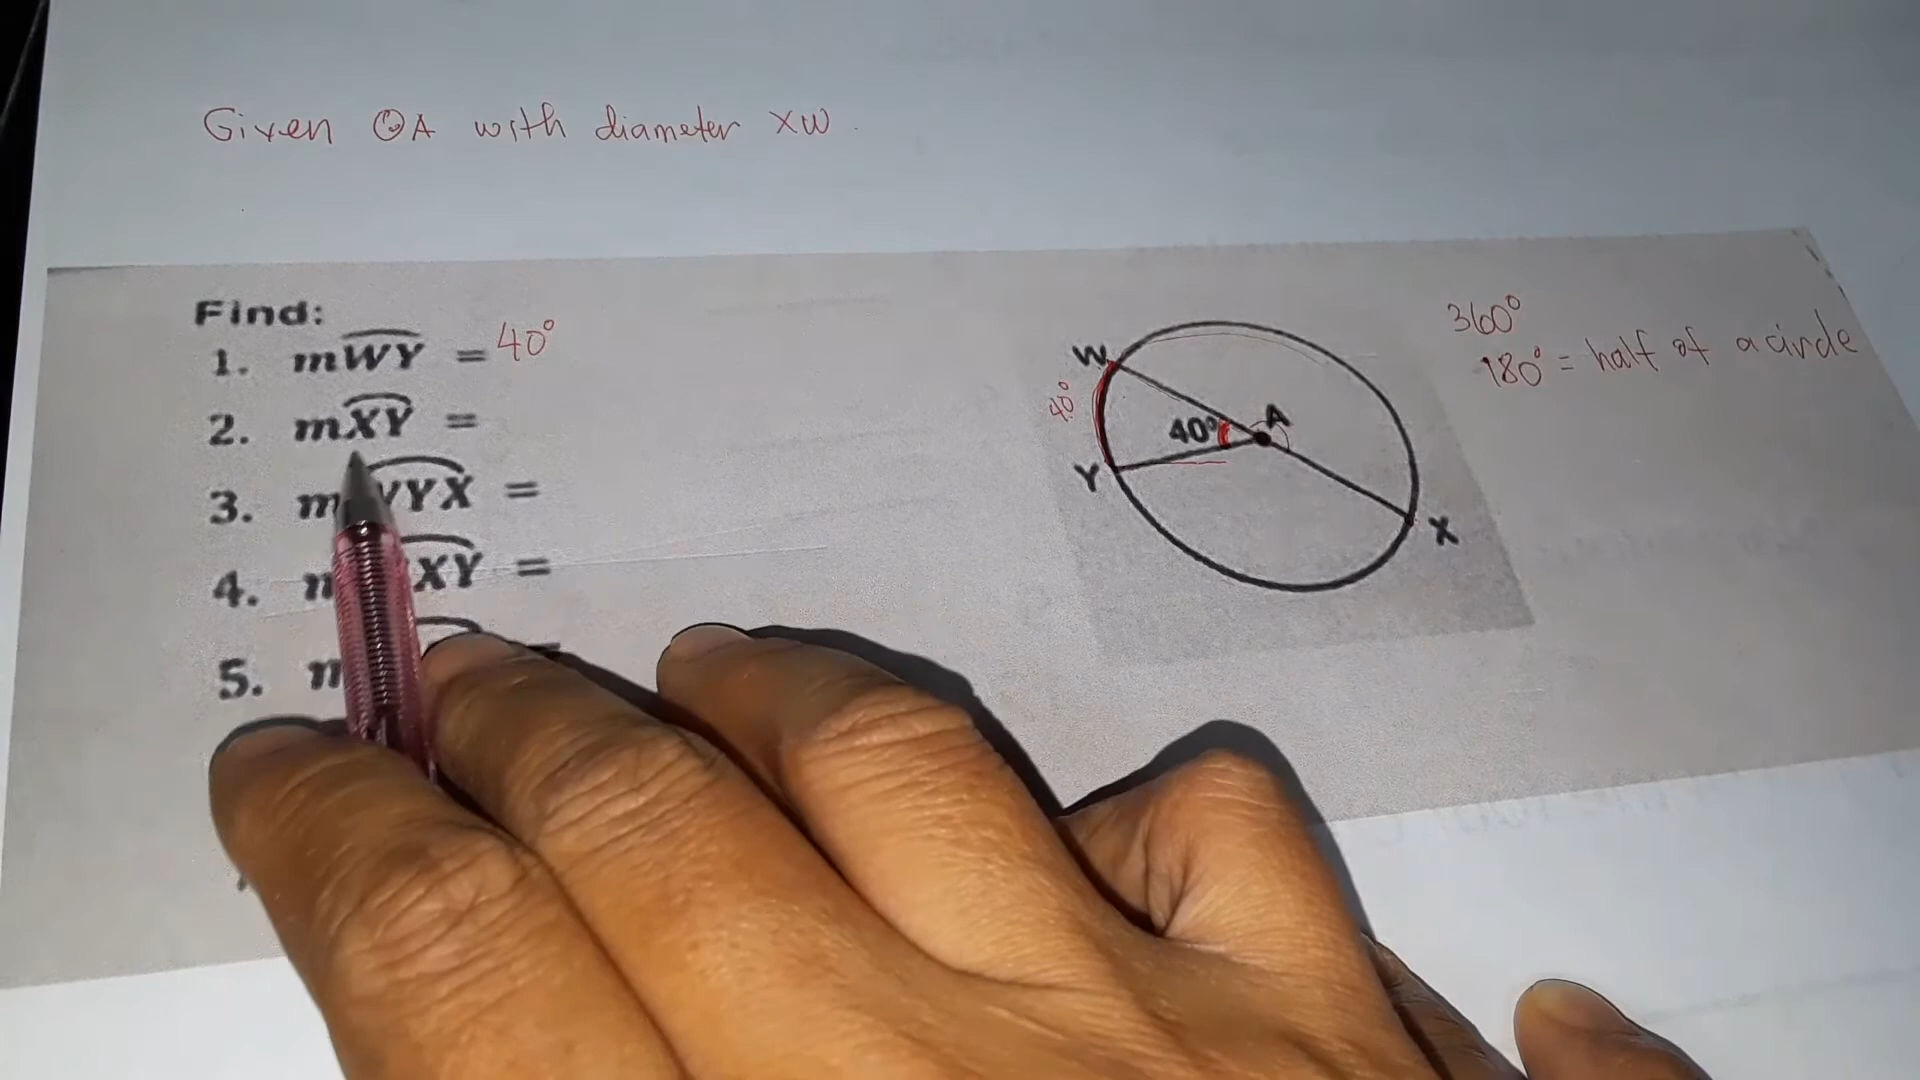 Given ⊙A with diameter XW
Find:
1. mWY = 40°
2. mXY =
3. m YX =
4. XY =
5.
W
40°
40°
A
Y
X
360°
180° = half of a circle